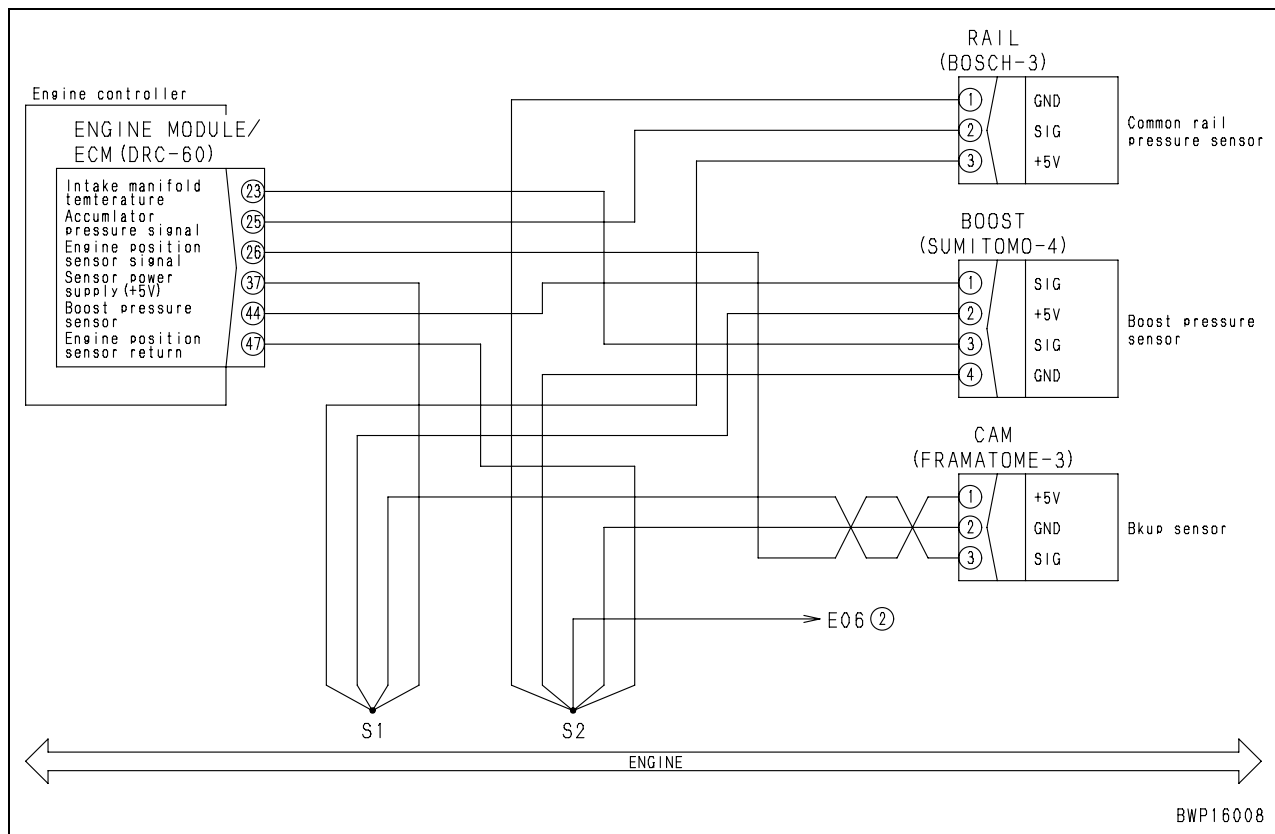 Engine controller
ENGINE MODULE/
ECM (DRC-60)
Intake manifold
temterature
23
Accumlator
pressure signal
25
Engine position
sensor signal
26
Sensor power
supply (+5V)
37
Boost pressure
sensor
44
Engine position
sensor return
47
RAIL
(BOSCH-3)
1 GND
2 SIG
3 +5V
Common rail
pressure sensor
BOOST
(SUMITOMO-4)
1 SIG
2 +5V
3 SIG
4 GND
Boost pressure
sensor
CAM
(FRAMATOME-3)
1 +5V
2 GND
3 SIG
Bkup sensor
E06 2
S1
S2
ENGINE
BWP16008